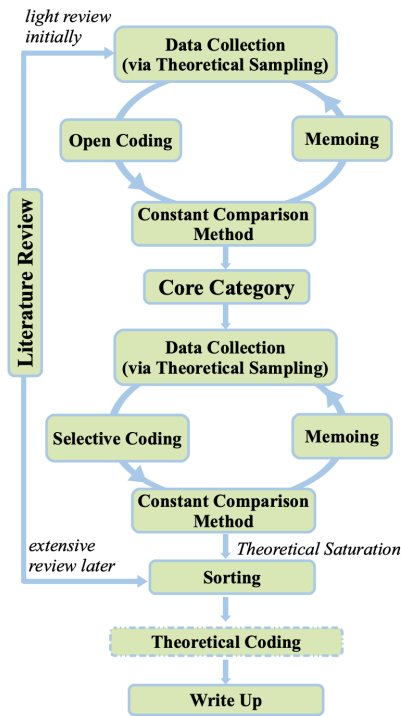 light review
initially
Data Collection
(via Theoretical Sampling)
Open Coding
Memoing
Constant Comparison
Method
Literature Review
Core Category
Data Collection
(via Theoretical Sampling)
Selective Coding
Memoing
Constant Comparison
Method
extensive
review later
Theoretical Saturation
Sorting
Theoretical Coding
Write Up